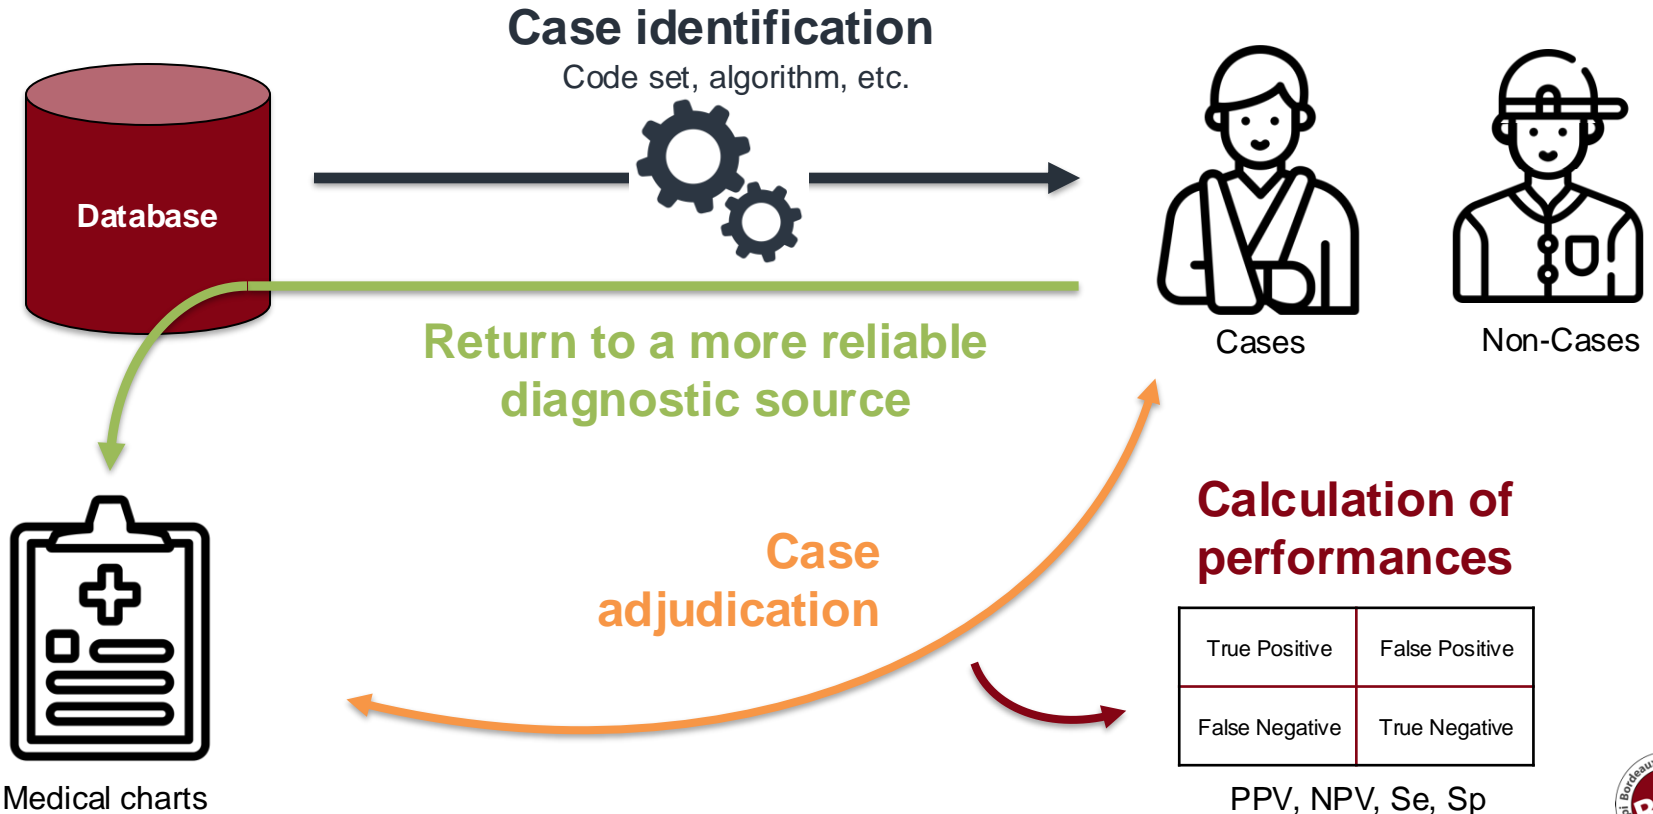 Case identification
Code set, algorithm, etc.
Database
Return to a more reliable
diagnostic source
Cases
Non-Cases
Case
adjudication
Calculation of
performances
True Positive
False Positive
False Negative
True Negative
Medical charts
PPV, NPV, Se, Sp